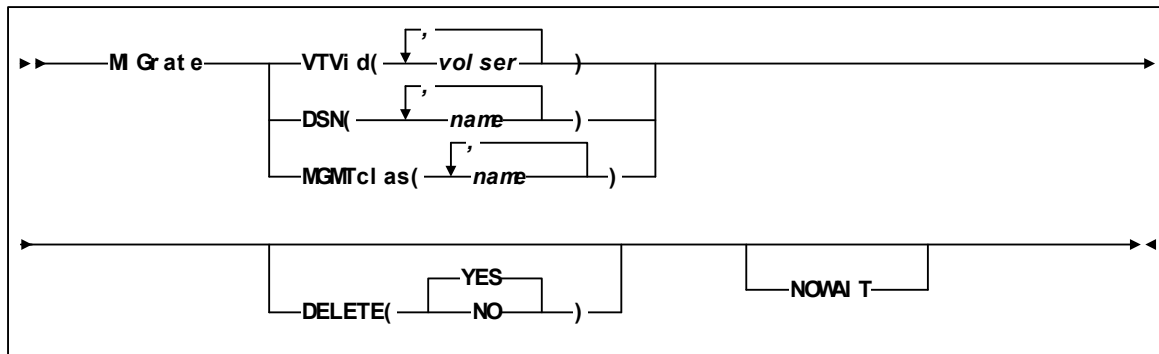 ,
MIGrate VTVid( volser )
,
DSN( name )
,
MGMTclas( name )
YES
DELETE( NO ) NOWAIT